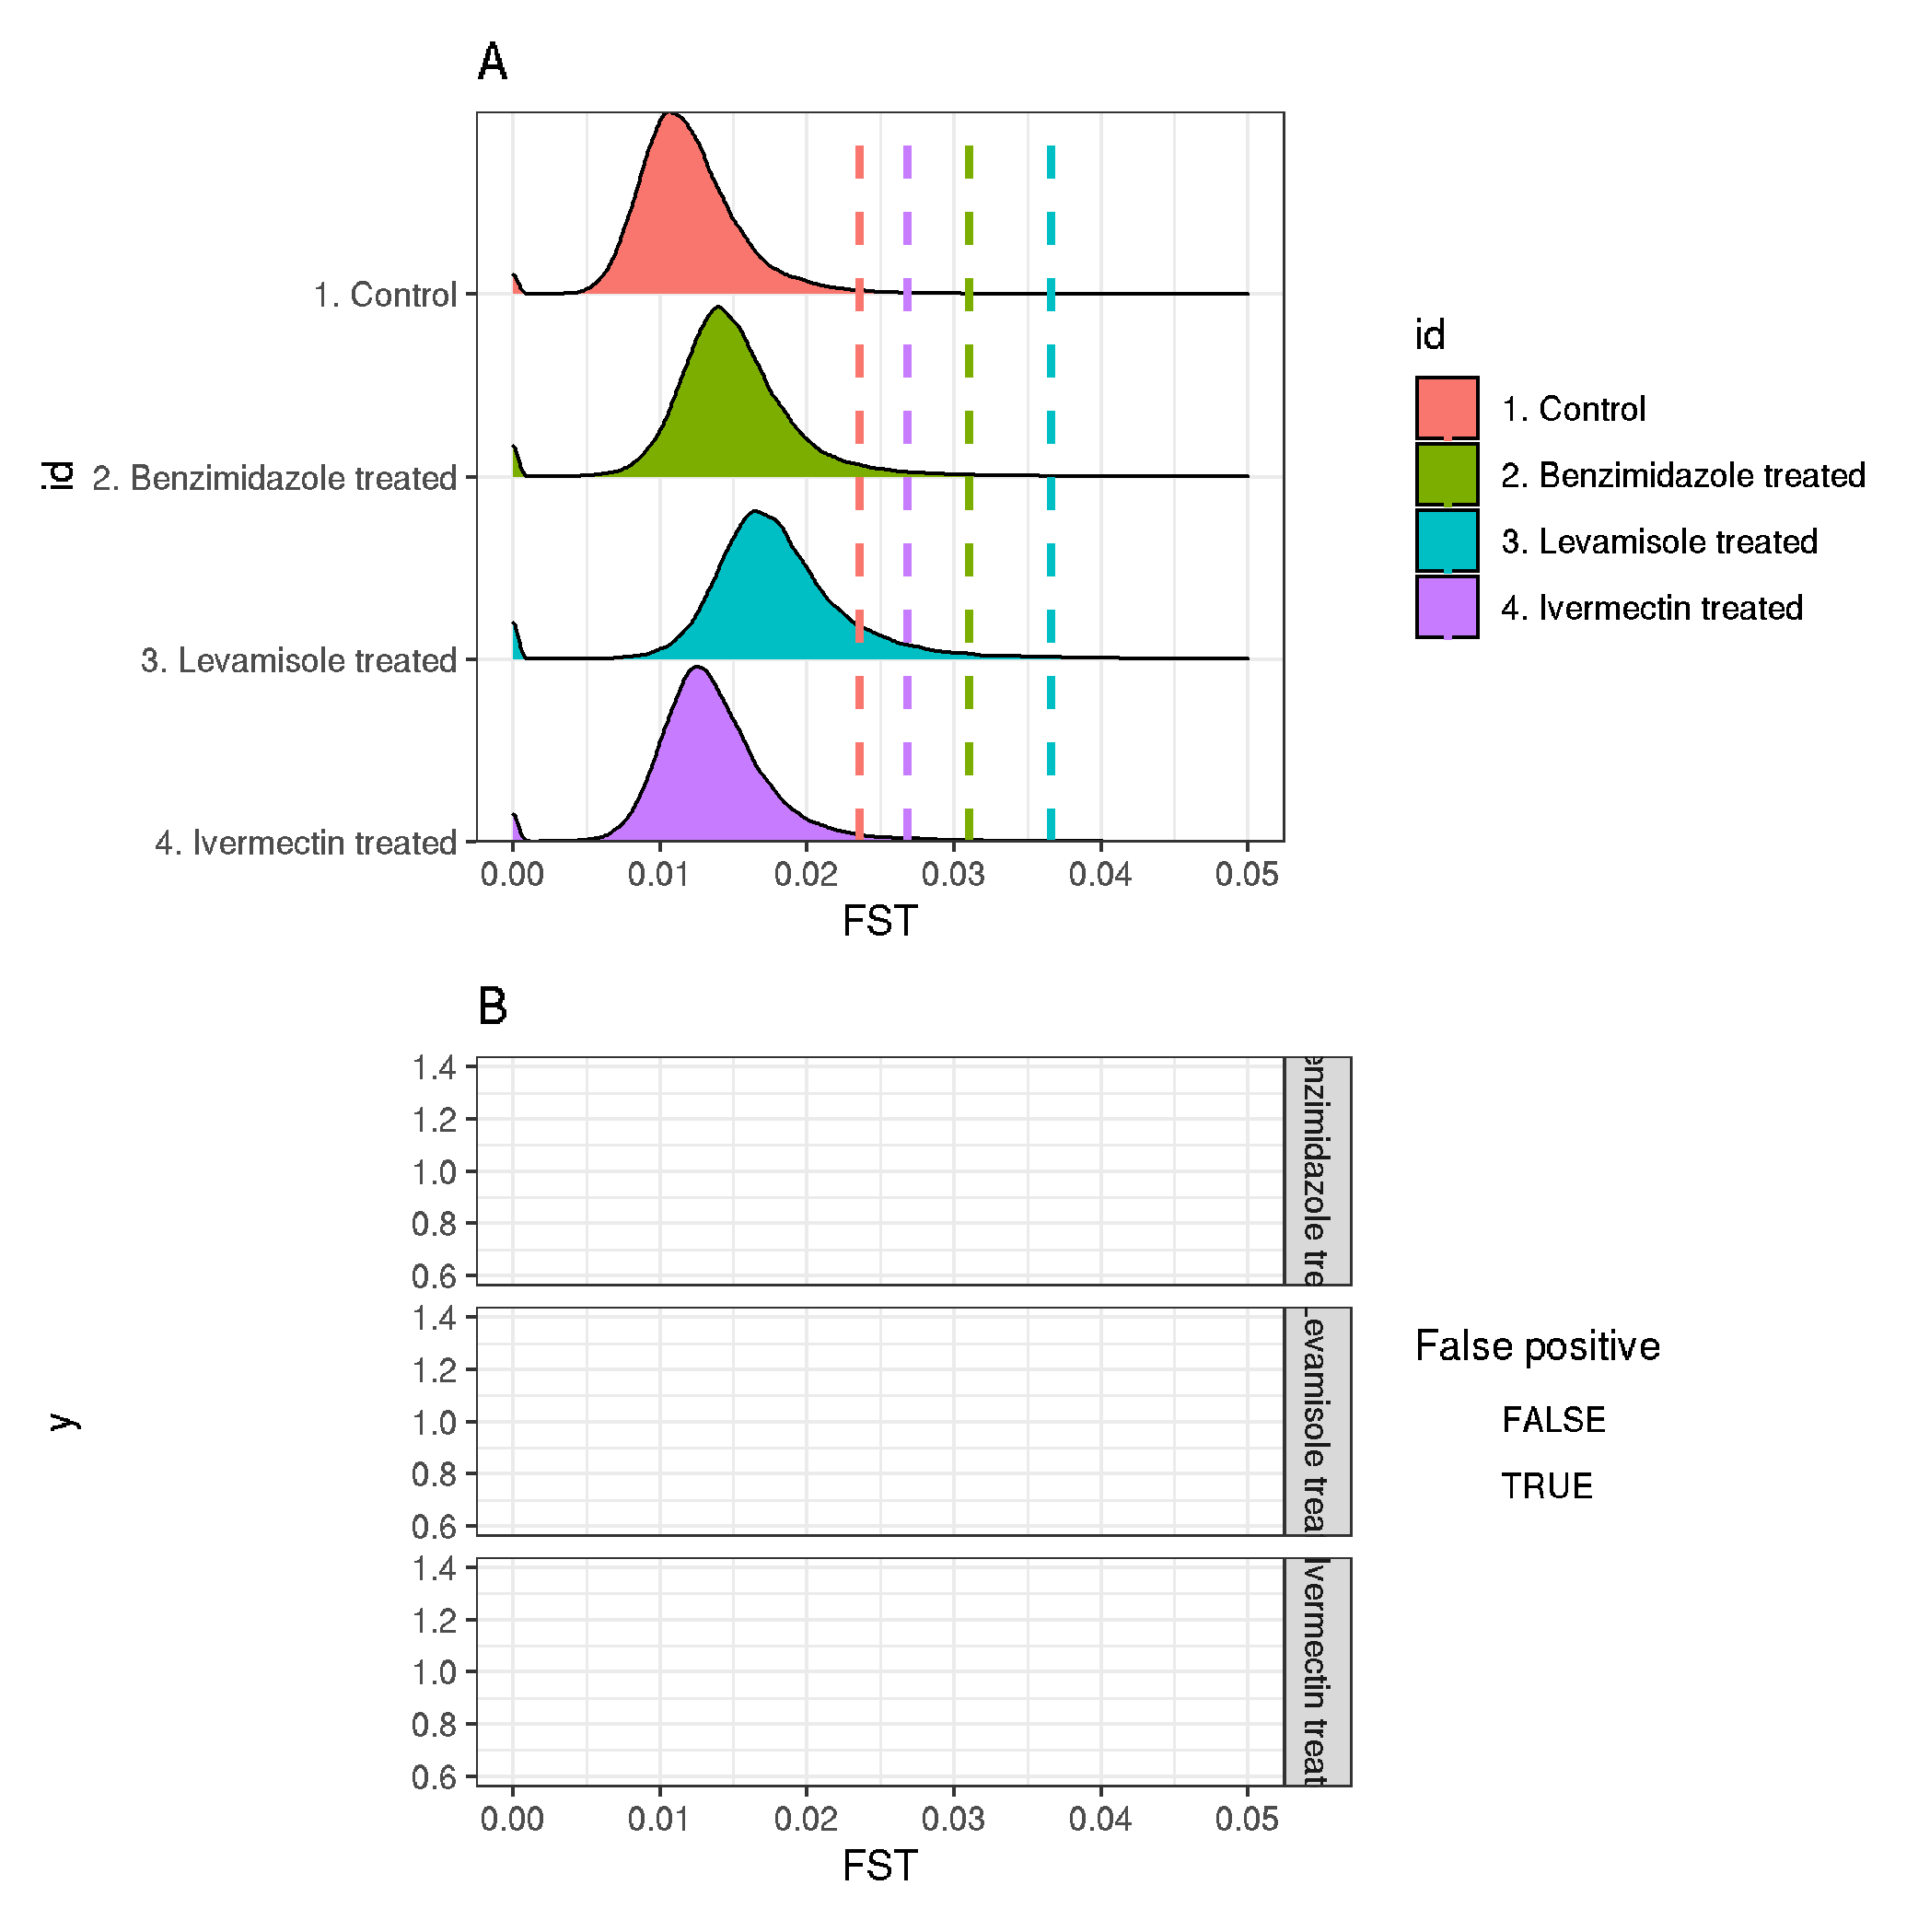 A
1. Control
2. Benzimidazole treated
3. Levamisole treated
4. Ivermectin treated
id
0.00 0.01 0.02 0.03 0.04 0.05
FST
id
1. Control
2. Benzimidazole treated
3. Levamisole treated
4. Ivermectin treated
B
1.4
1.2
1.0
0.8
0.6
enzimidazole tre
1.4
1.2
1.0
0.8
0.6
Levamisole trea
1.4
1.2
1.0
0.8
0.6
Ivermectin treat
y
0.00 0.01 0.02 0.03 0.04 0.05
FST
False positive
FALSE
TRUE